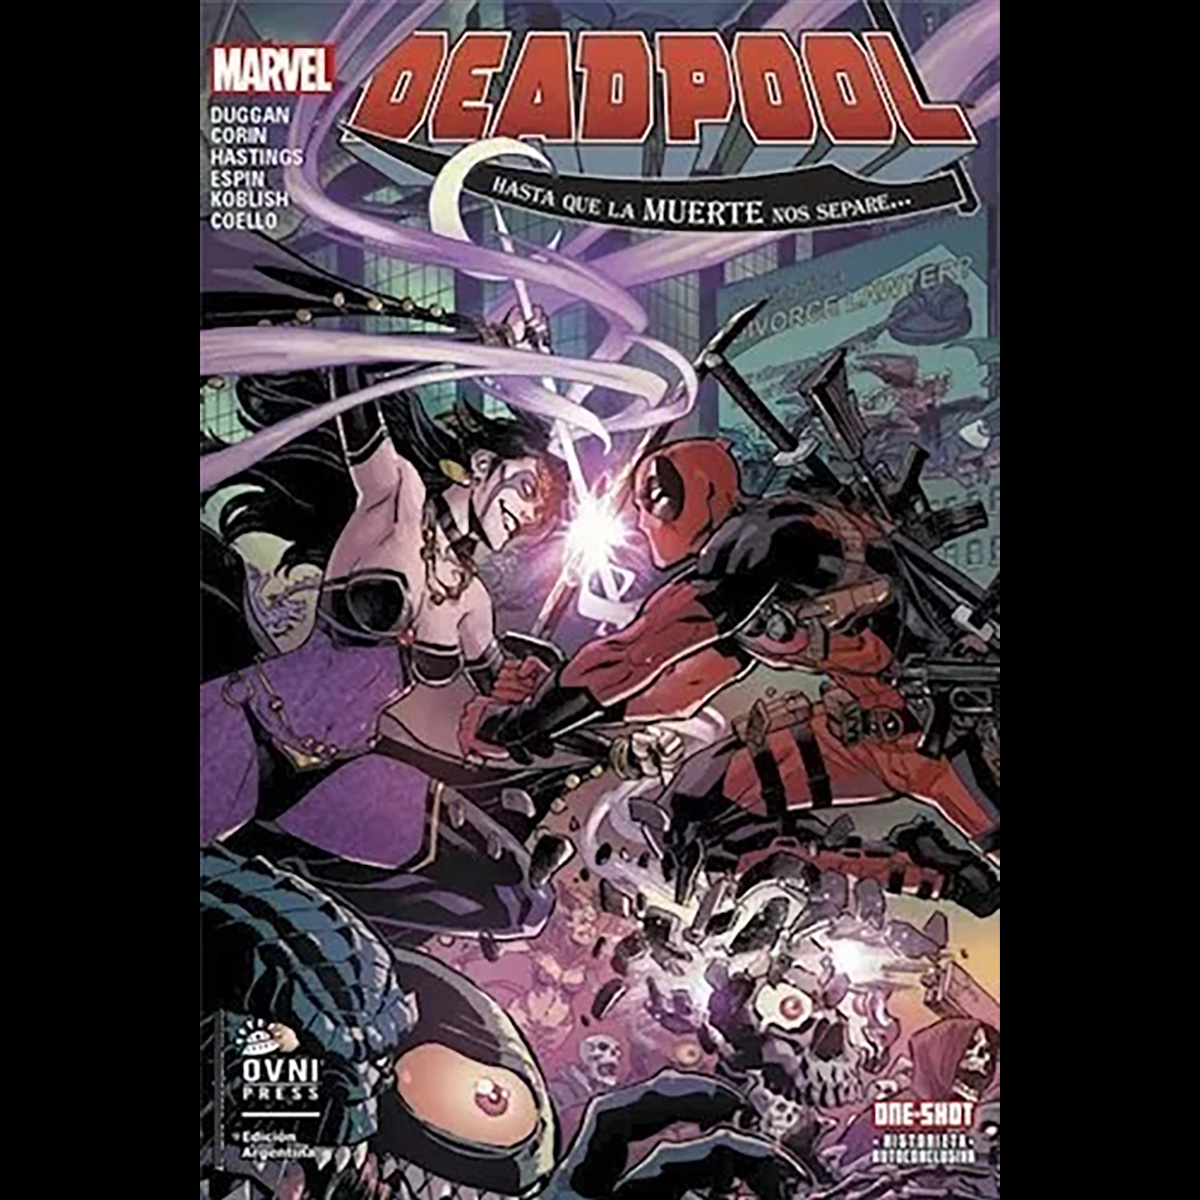 MARVEL
DEADPOOL
DUGGAN
CORIN
HASTINGS
ESPIN
KOBLISH
COELLO
HASTA QUE LA MUERTE NOS SEPARE...
DIVORCE LAWYER?
OVNI
PRESS
Edición
Argentina
ONE-SHOT
HISTORIETA
AUTOCONCLUSIVA